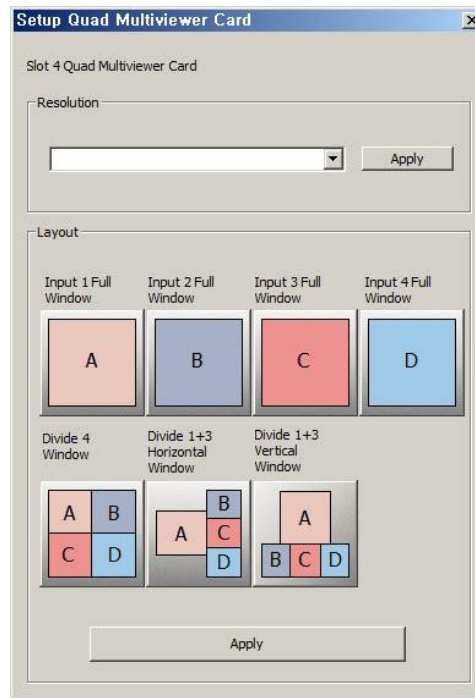 Setup Quad Multiviewer Card
Slot 4 Quad Multiviewer Card
Resolution
Apply
Layout
Input 1 Full
Window
Input 2 Full
Window
Input 3 Full
Window
Input 4 Full
Window
A
B
C
D
Divide 4
Window
Divide 1+3
Horizontal
Window
Divide 1+3
Vertical
Window
A B
C D
A
B
C
D
A
B C D
Apply